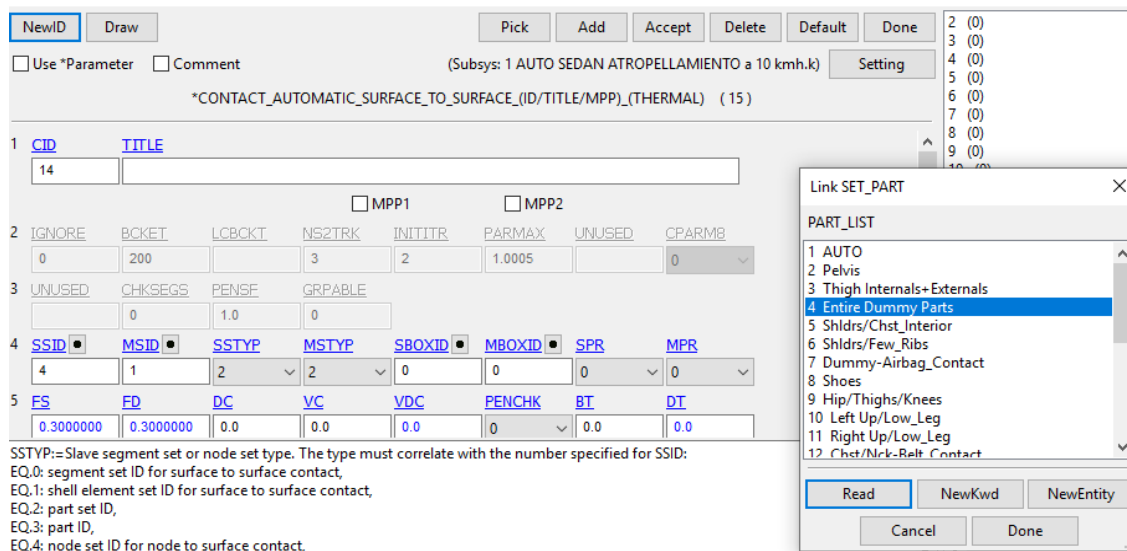 NewID Draw Pick Add Accept Delete Default Done
Use *Parameter Comment (Subsys: 1 AUTO SEDAN ATROPELLAMIENTO a 10 kmh.k) Setting
*CONTACT_AUTOMATIC_SURFACE_TO_SURFACE_(ID/TITLE/MPP)_(THERMAL) (15)
1 CID TITLE
14
MPP1 MPP2
2 IGNORE BCKET LCBCKT NS2TRK INITITR PARMAX UNUSED CPARM8
0 200 3 2 1.0005 0
3 UNUSED CHKSEGS PENSF GRPABLE
0 1.0 0
4 SSID MSID SSTYP MSTYP SBOXID MBOXID SPR MPR
4 1 2 2 0 0 0 0
5 FS FD DC VC VDC PENCHK BT DT
0.3000000 0.3000000 0.0 0.0 0.0 0 0.0 0.0
SSTYP:=Slave segment set or node set type. The type must correlate with the number specified for SSID:
EQ.0: segment set ID for surface to surface contact,
EQ.1: shell element set ID for surface to surface contact,
EQ.2: part set ID,
EQ.3: part ID,
EQ.4: node set ID for node to surface contact,
2 (0)
3 (0)
4 (0)
5 (0)
6 (0)
7 (0)
8 (0)
9 (0)
Link SET_PART
PART_LIST
1 AUTO
2 Pelvis
3 Thigh Internals+Externals
4 Entire Dummy Parts
5 Shldrs/Chst_Interior
6 Shldrs/Few_Ribs
7 Dummy-Airbag_Contact
8 Shoes
9 Hip/Thighs/Knees
10 Left Up/Low_Leg
11 Right Up/Low_Leg
12 Chst/Nck-Belt_Contact
Read NewKwd NewEntity
Cancel Done